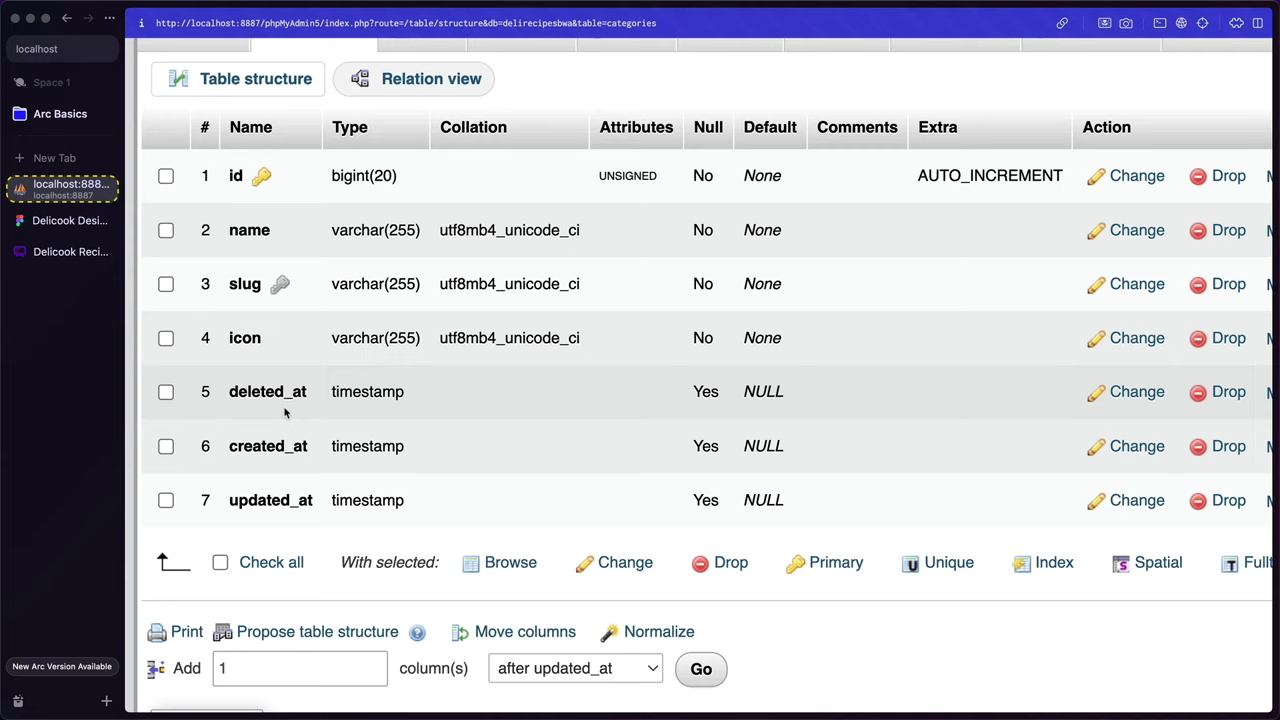 http://localhost:8887/phpMyAdmin5/index.php?route=/table/structure&db=delirecipesbwa&table=categories
localhost
Space 1
Arc Basics
New Tab
localhost:888...
localhost:8887
Delicook Desi...
Delicook Reci...
New Arc Version Available
Table structure Relation view
# Name Type Collation Attributes Null Default Comments Extra Action
1 id bigint(20) UNSIGNED No None AUTO_INCREMENT Change Drop
2 name varchar(255) utf8mb4_unicode_ci No None Change Drop
3 slug varchar(255) utf8mb4_unicode_ci No None Change Drop
4 icon varchar(255) utf8mb4_unicode_ci No None Change Drop
5 deleted_at timestamp Yes NULL Change Drop
6 created_at timestamp Yes NULL Change Drop
7 updated_at timestamp Yes NULL Change Drop
Check all With selected: Browse Change Drop Primary Unique Index Spatial Fullt
Print Propose table structure Move columns Normalize
Add 1 column(s) after updated_at Go